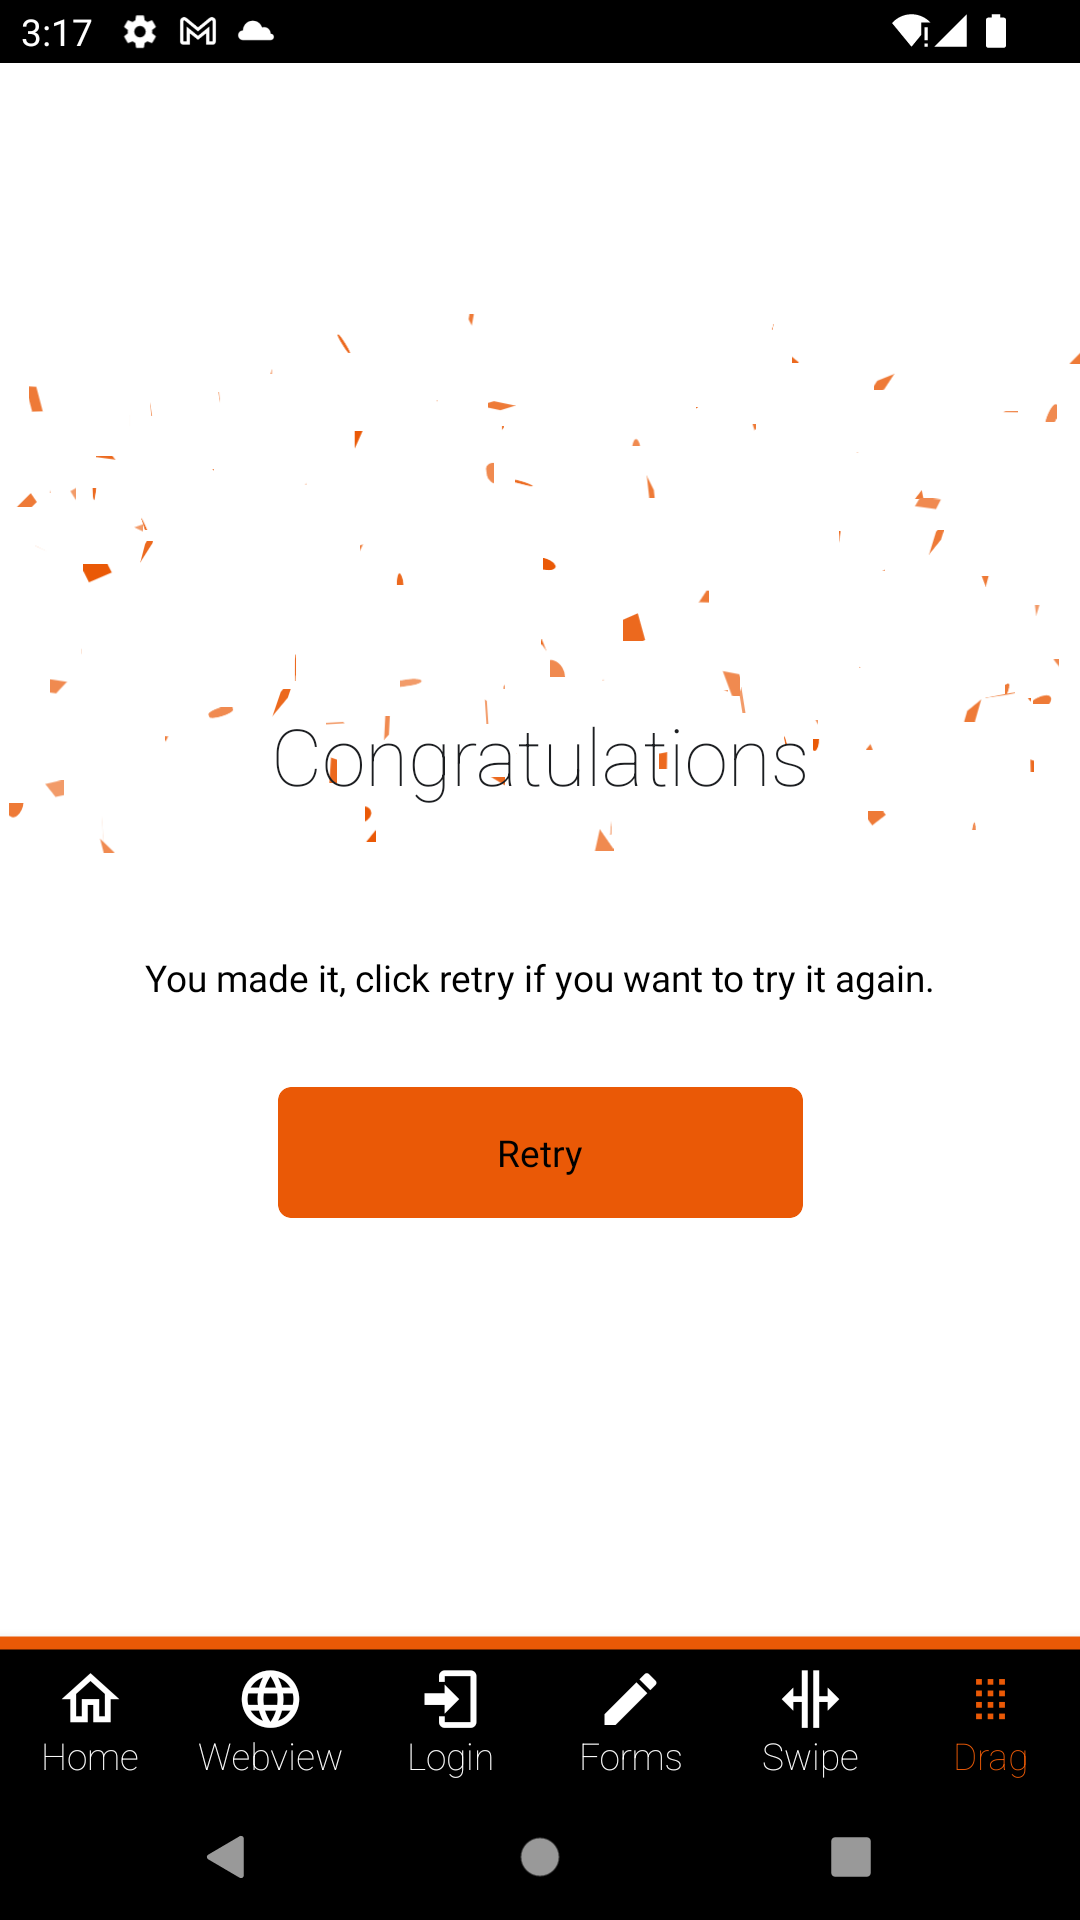 3:17
Congratulations
You made it, click retry if you want to try it again.
Retry
Home Webview Login Forms Swipe Drag